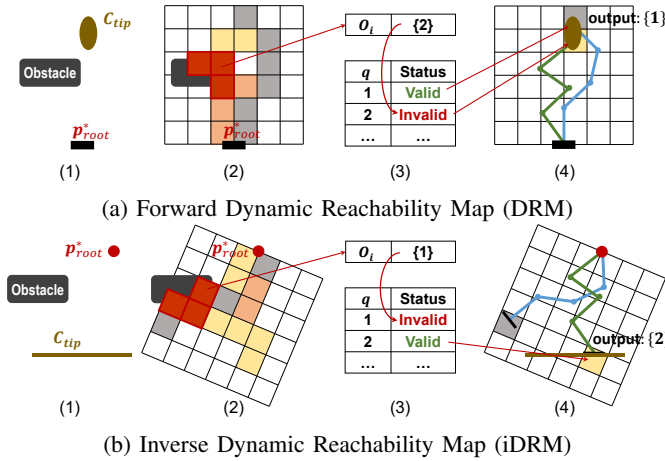 C_tip
Obstacle
p*_root
(1)
p*_root
(2)
O_i {2}
q Status
1 Valid
2 Invalid
... ...
(3)
output: {1}
(4)
(a) Forward Dynamic Reachability Map (DRM)
p*_root
Obstacle
C_tip
(1)
p*_root
(2)
O_i {1}
q Status
1 Invalid
2 Valid
... ...
(3)
output: {2
(4)
(b) Inverse Dynamic Reachability Map (iDRM)